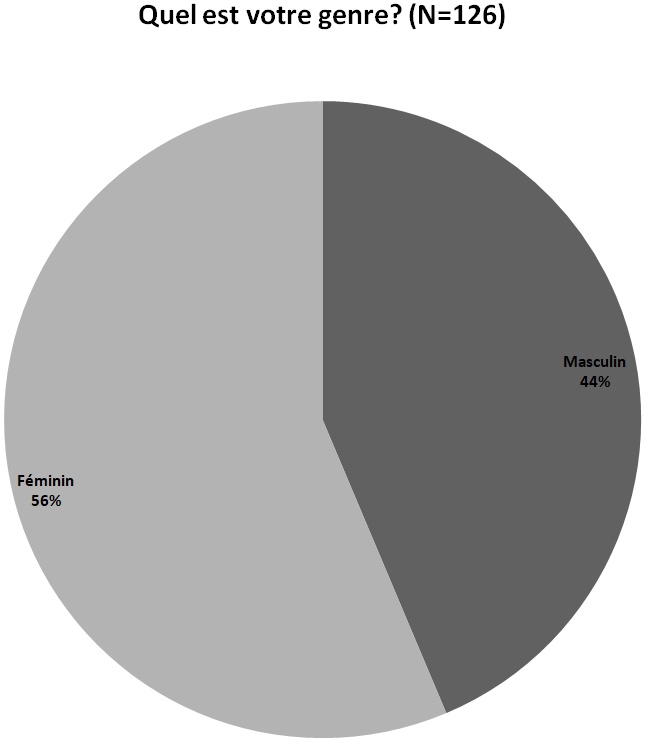 Quel est votre genre? (N=126)
Masculin
44%
Féminin
56%